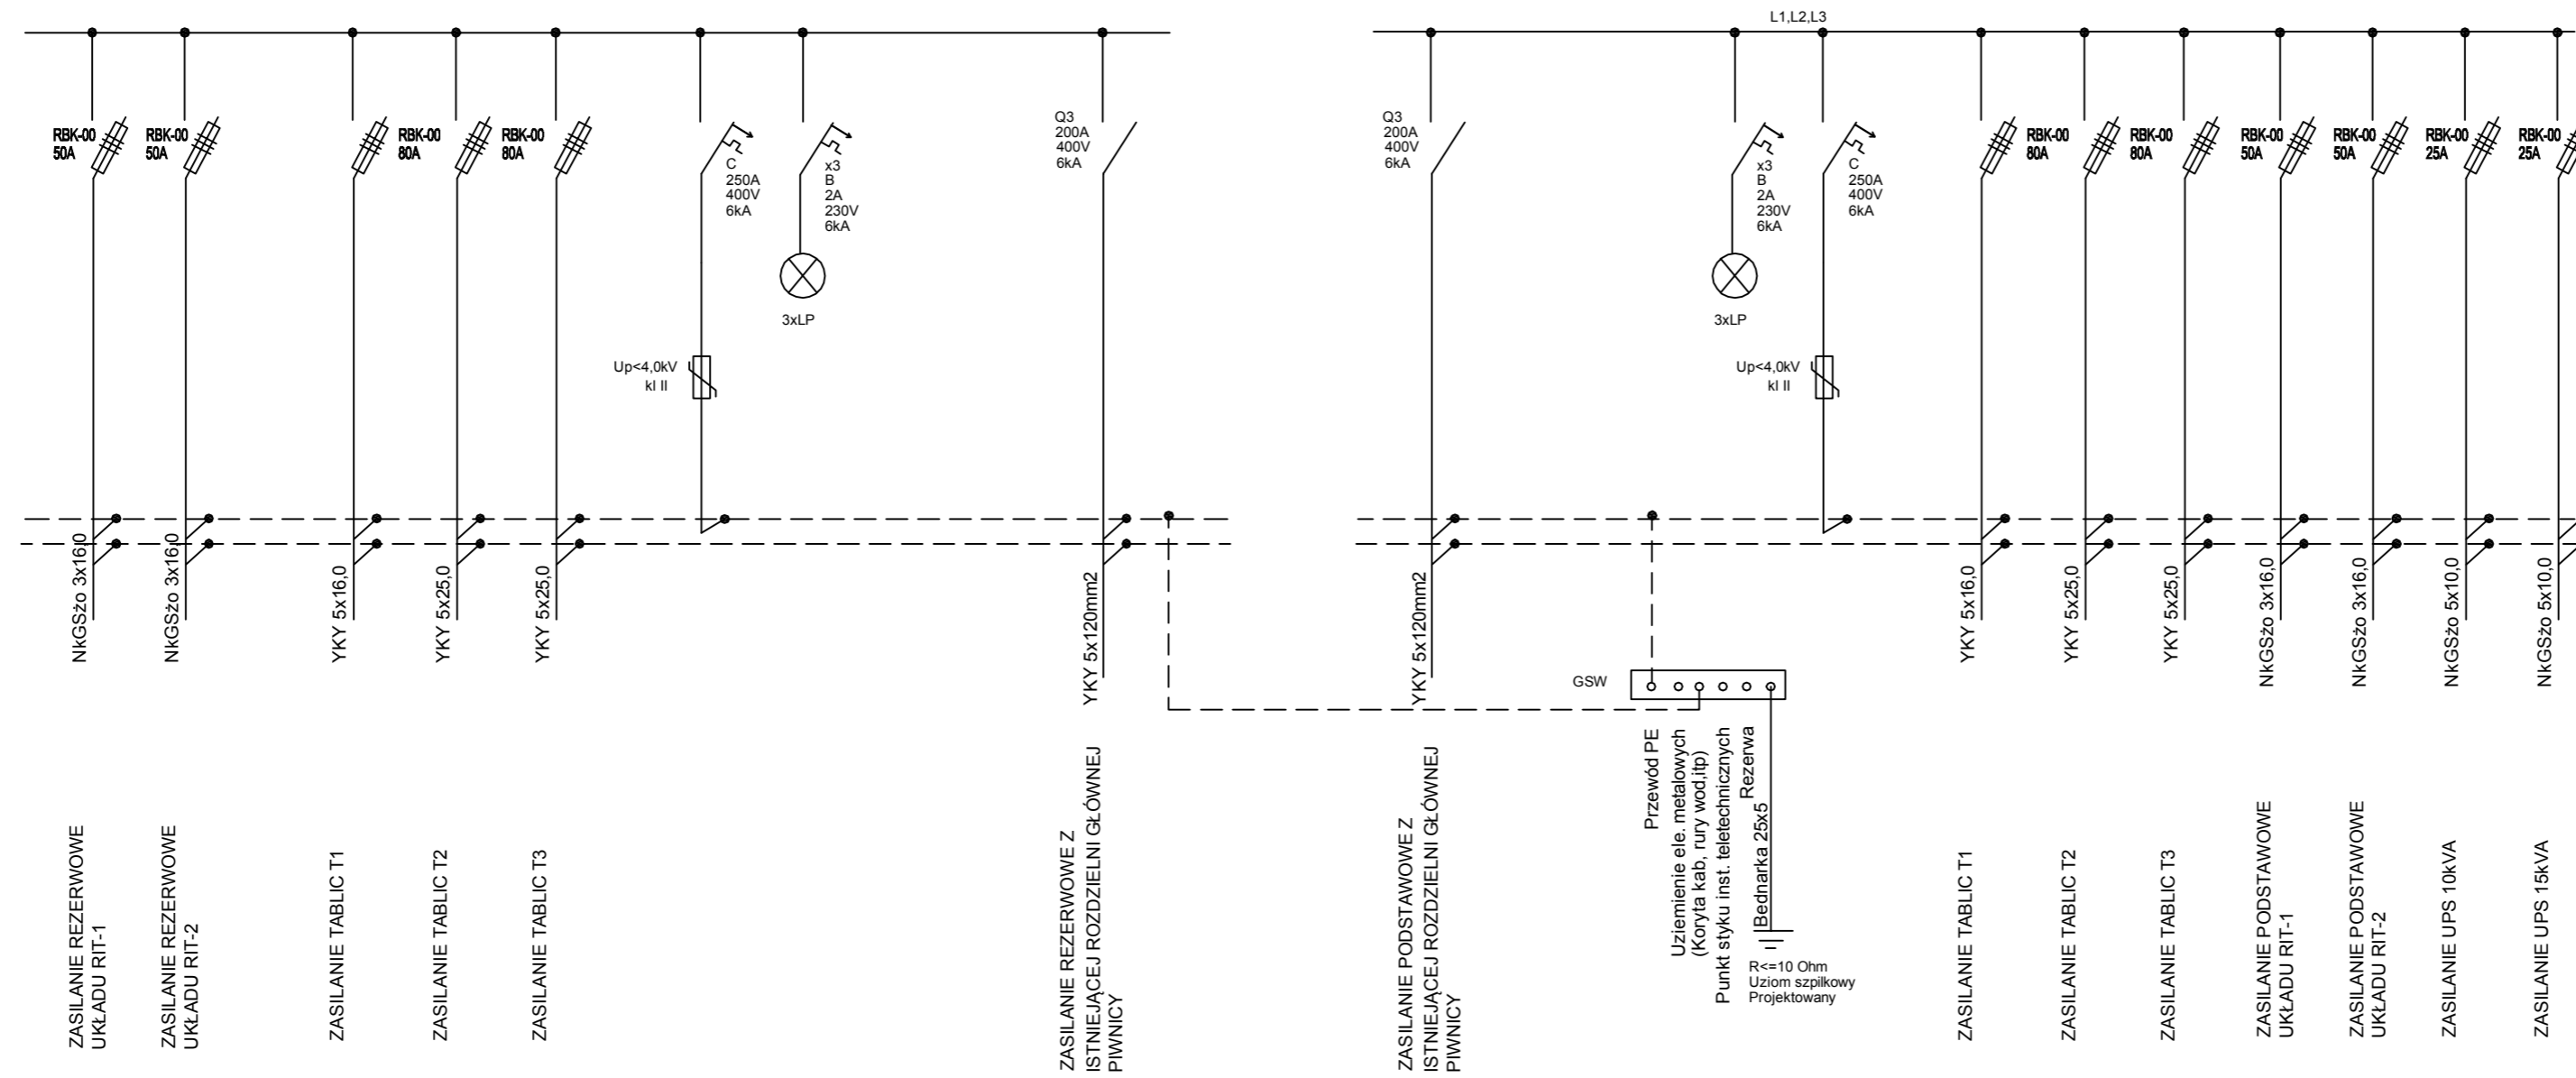 L1,L2,L3
RBK-00
50A
RBK-00
50A
RBK-00
80A
RBK-00
80A
C
250A
400V
6kA
x3
B
2A
230V
6kA
Q3
200A
400V
6kA
Q3
200A
400V
6kA
x3
B
2A
230V
6kA
C
250A
400V
6kA
RBK-00
80A
RBK-00
80A
RBK-00
50A
RBK-00
50A
RBK-00
25A
RBK-00
25A
3xLP
3xLP
Up<4,0kV
kl II
Up<4,0kV
kl II
NkGSżo 3x16,0
NkGSżo 3x16,0
YKY 5x16,0
YKY 5x25,0
YKY 5x25,0
YKY 5x120mm2
YKY 5x120mm2
YKY 5x16,0
YKY 5x25,0
YKY 5x25,0
NkGSżo 3x16,0
NkGSżo 3x16,0
NkGSżo 5x10,0
NkGSżo 5x10,0
GSW
Przewód PE
Uziemienie ele. metalowych
(Koryta kab, rury wod,itp)
Punkt styku inst. teletechnicznych
Rezerwa
Bednarka 25x5
R<=10 Ohm
Uziom szpilkowy
Projektowany
ZASILANIE REZERWOWE
UKŁADU RIT-1
ZASILANIE REZERWOWE
UKŁADU RIT-2
ZASILANIE TABLIC T1
ZASILANIE TABLIC T2
ZASILANIE TABLIC T3
ZASILANIE REZERWOWE Z
ISTNIEJĄCEJ ROZDZIELNI GŁÓWNEJ
PIWNICY
ZASILANIE PODSTAWOWE Z
ISTNIEJĄCEJ ROZDZIELNI GŁÓWNEJ
PIWNICY
ZASILANIE TABLIC T1
ZASILANIE TABLIC T2
ZASILANIE TABLIC T3
ZASILANIE PODSTAWOWE
UKŁADU RIT-1
ZASILANIE PODSTAWOWE
UKŁADU RIT-2
ZASILANIE UPS 10kVA
ZASILANIE UPS 15kVA